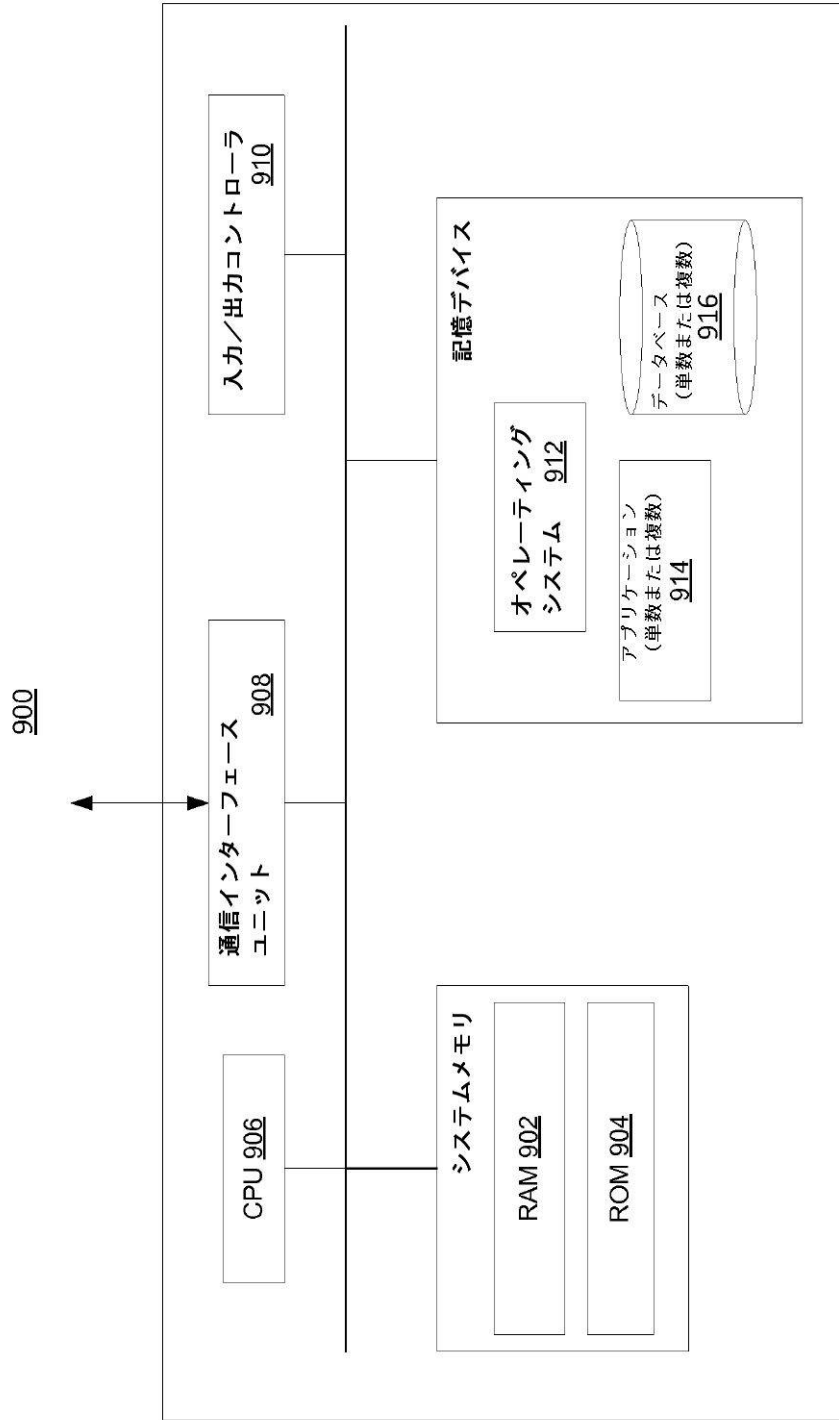 900
CPU 906
通信インターフェース
ユニット 908
入力／出力コントローラ
910
システムメモリ
RAM 902
ROM 904
記憶デバイス
オペレーティング
システム 912
アプリケーション
(単数または複数)
914
データベース
(単数または複数)
916